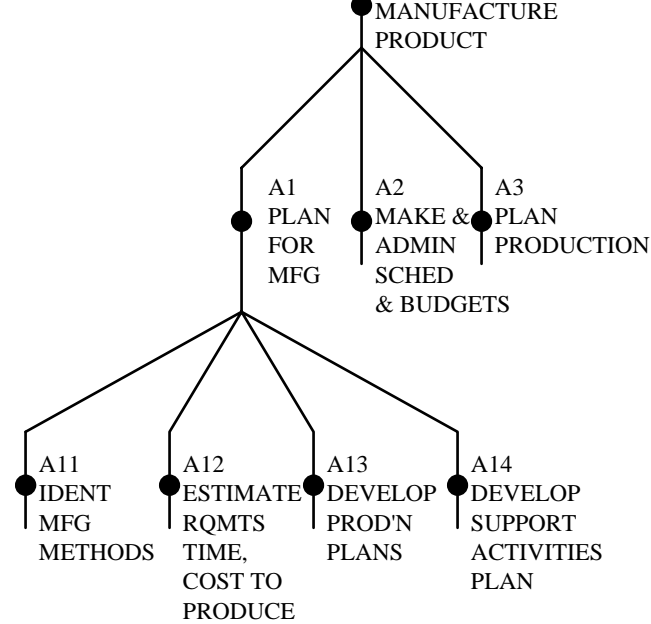 MANUFACTURE
PRODUCT
A1
PLAN
FOR
MFG
A2
MAKE &
ADMIN
SCHED
& BUDGETS
A3
PLAN
PRODUCTION
A11
IDENT
MFG
METHODS
A12
ESTIMATE
RQMTS
TIME,
COST TO
PRODUCE
A13
DEVELOP
PROD'N
PLANS
A14
DEVELOP
SUPPORT
ACTIVITIES
PLAN